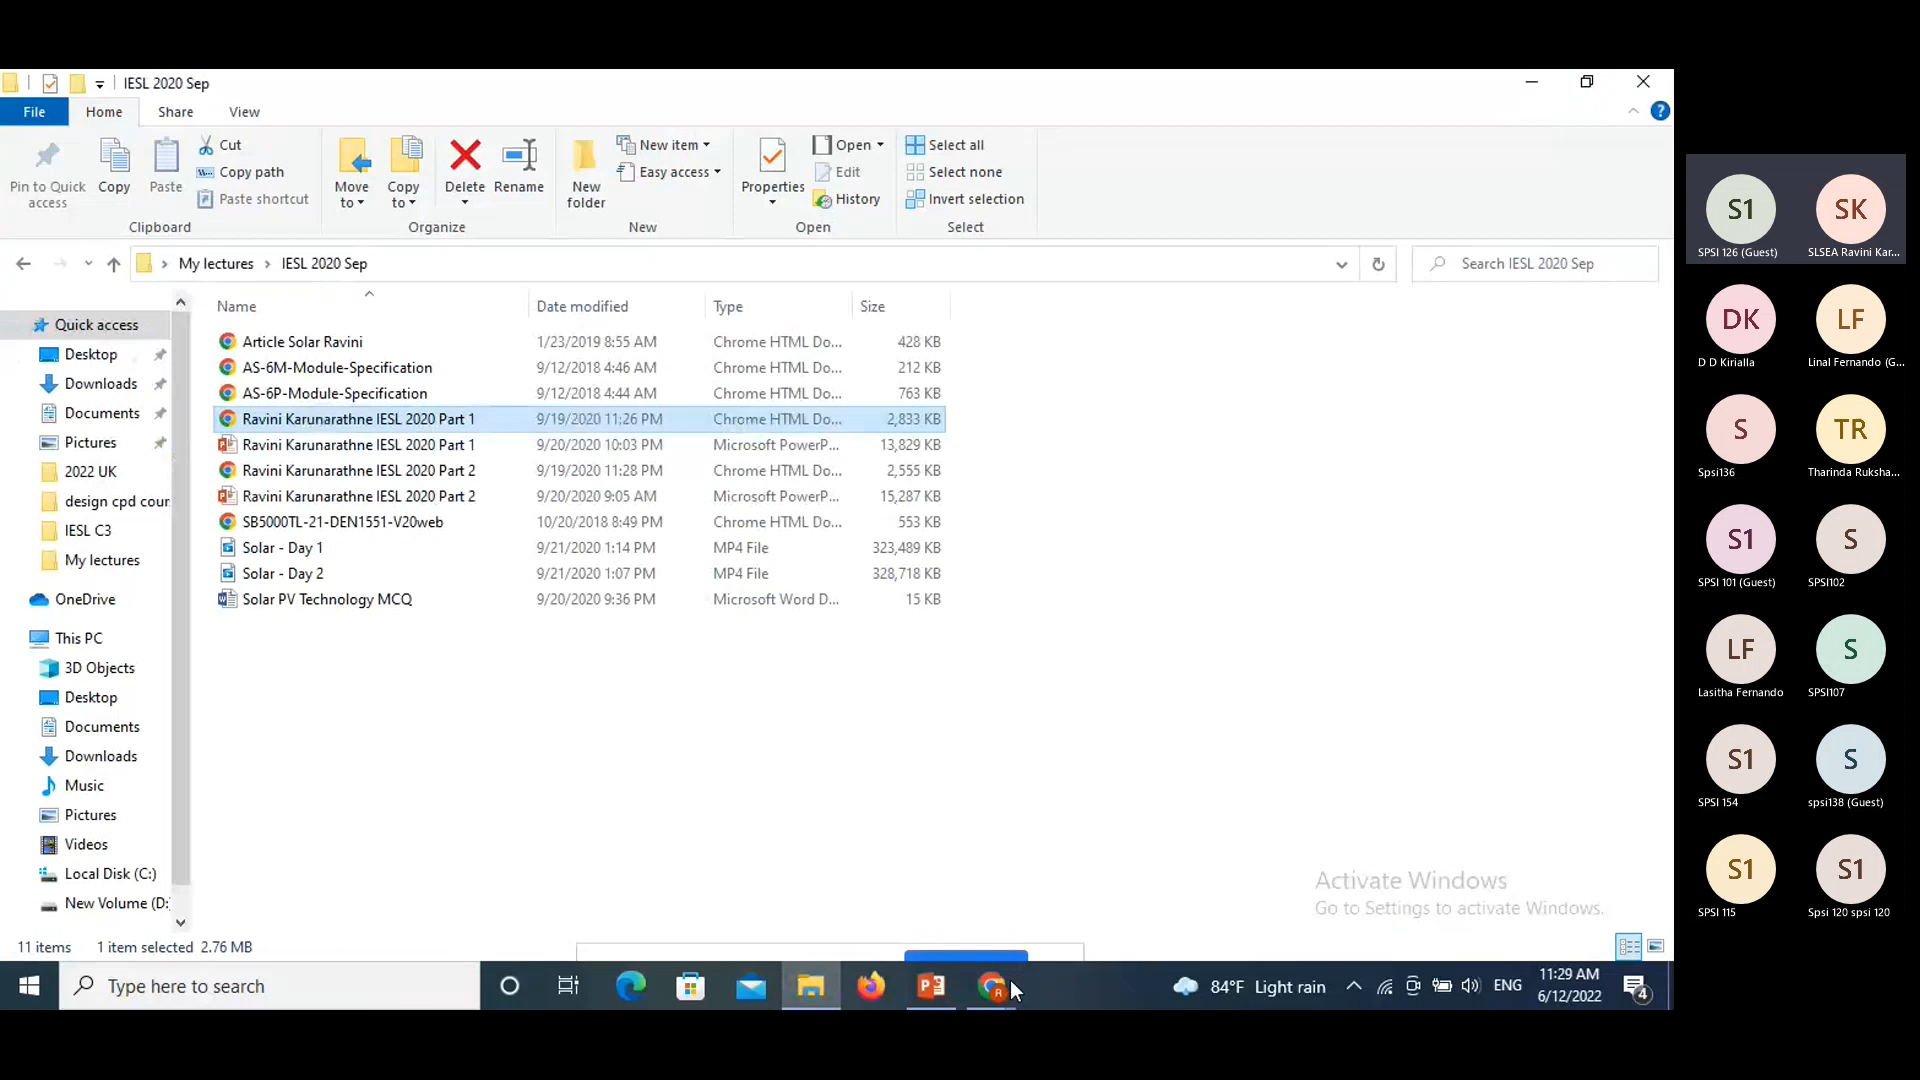 IESL 2020 Sep
File Home Share View
Pin to Quick access
Copy
Paste
Cut
Copy path
Paste shortcut
Clipboard
Move to
Copy to
Delete
Rename
Organize
New folder
New item
Easy access
New
Properties
Open
Edit
History
Open
Select all
Select none
Invert selection
Select
My lectures IESL 2020 Sep
Search IESL 2020 Sep
Quick access
Desktop
Downloads
Documents
Pictures
2022 UK
design cpd cour
IESL C3
My lectures
OneDrive
This PC
3D Objects
Desktop
Documents
Downloads
Music
Pictures
Videos
Local Disk (C:)
New Volume (D:
Name Date modified Type Size
Article Solar Ravini 1/23/2019 8:55 AM Chrome HTML Do... 428 KB
AS-6M-Module-Specification 9/12/2018 4:46 AM Chrome HTML Do... 212 KB
AS-6P-Module-Specification 9/12/2018 4:44 AM Chrome HTML Do... 763 KB
Ravini Karunarathne IESL 2020 Part 1 9/19/2020 11:26 PM Chrome HTML Do... 2,833 KB
Ravini Karunarathne IESL 2020 Part 1 9/20/2020 10:03 PM Microsoft PowerP... 13,829 KB
Ravini Karunarathne IESL 2020 Part 2 9/19/2020 11:28 PM Chrome HTML Do... 2,555 KB
Ravini Karunarathne IESL 2020 Part 2 9/20/2020 9:05 AM Microsoft PowerP... 15,287 KB
SB5000TL-21-DEN1551-V20web 10/20/2018 8:49 PM Chrome HTML Do... 553 KB
Solar - Day 1 9/21/2020 1:14 PM MP4 File 323,489 KB
Solar - Day 2 9/21/2020 1:07 PM MP4 File 328,718 KB
Solar PV Technology MCQ 9/20/2020 9:36 PM Microsoft Word D... 15 KB
Activate Windows
Go to Settings to activate Windows.
11 items 1 item selected 2.76 MB
Type here to search
84°F Light rain
ENG
11:29 AM
6/12/2022
4
S1 SK
SPSI 126 (Guest) SLSEA Ravini Kar...
DK LF
D D Kirialla Linal Fernando (G...
S TR
Spsi136 Tharinda Ruksha...
S1 S
SPSI 101 (Guest) SPSI102
LF S
Lasitha Fernando SPSI107
S1 S
SPSI 154 spsi138 (Guest)
S1 S1
SPSI 115 Spsi 120 spsi 120